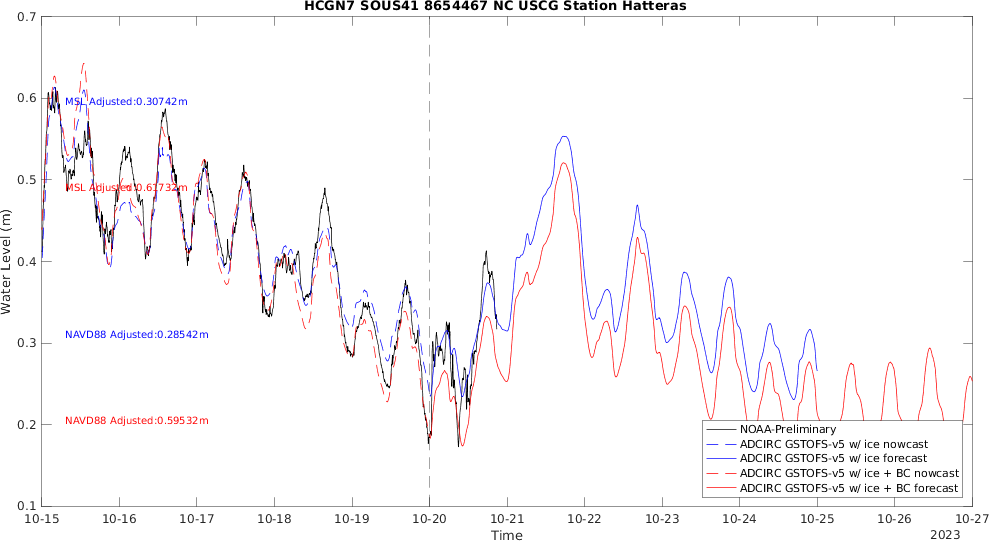 HCGN7 SOUS41 8654467 NC USCG Station Hatteras
0.7
0.6
0.5
0.4
0.3
0.2
0.1
Water Level (m)
MSL Adjusted:0.30742m
MSL Adjusted:0.61732m
NAVD88 Adjusted:0.28542m
NAVD88 Adjusted:0.59532m
NOAA-Preliminary
ADCIRC GSTOFS-v5 w/ ice nowcast
ADCIRC GSTOFS-v5 w/ ice forecast
ADCIRC GSTOFS-v5 w/ ice + BC nowcast
ADCIRC GSTOFS-v5 w/ ice + BC forecast
10-15 10-16 10-17 10-18 10-19 10-20 10-21 10-22 10-23 10-24 10-25 10-26 10-27
Time
2023